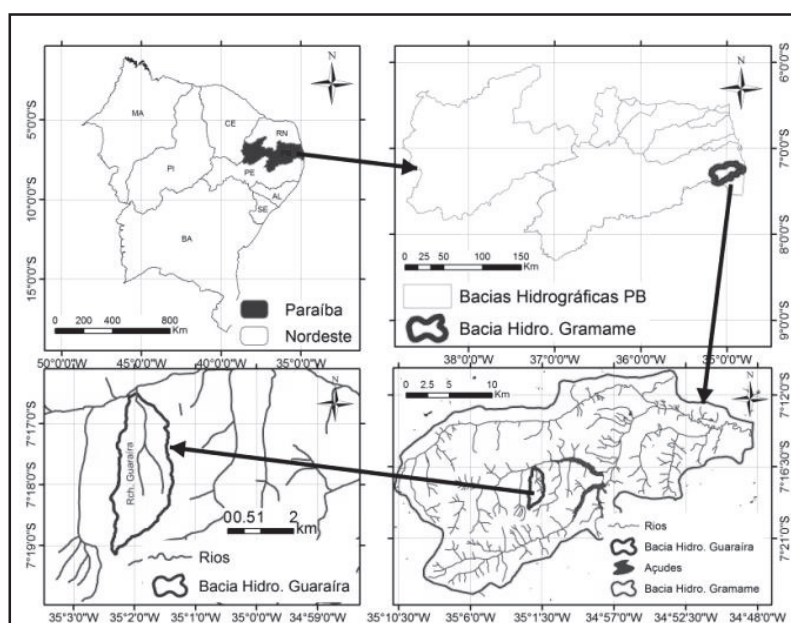 N
5°0'0"S
10°0'0"S
15°0'0"S
MA
CE
RN
PI
PE
AL
SE
BA
0 200 400 800
Km
Paraíba
Nordeste
50°0'0"W 45°0'0"W 40°0'0"W 35°0'0"W
N
6°0'0"S
7°0'0"S
8°0'0"S
9°0'0"S
0 25 50 100 150
Km
Bacias Hidrográficas PB
Bacia Hidro. Gramame
38°0'0"W 37°0'0"W 36°0'0"W 35°0'0"W
N
7°17'0"S
7°18'0"S
7°19'0"S
Rch. Guaraíra
00.51 2
km
Rios
Bacia Hidro. Guaraíra
35°3'0"W 35°2'0"W 35°1'0"W 35°0'0"W 34°59'0"W
0 2.5 5 10
Km
N
7°12'0"S
7°16'30"S
7°21'0"S
Rios
Bacia Hidro. Guaraíra
Açudes
Bacia Hidro. Gramame
35°10'30"W 35°6'0"W 35°1'30"W 34°57'0"W 34°52'30"W 34°48'0"W